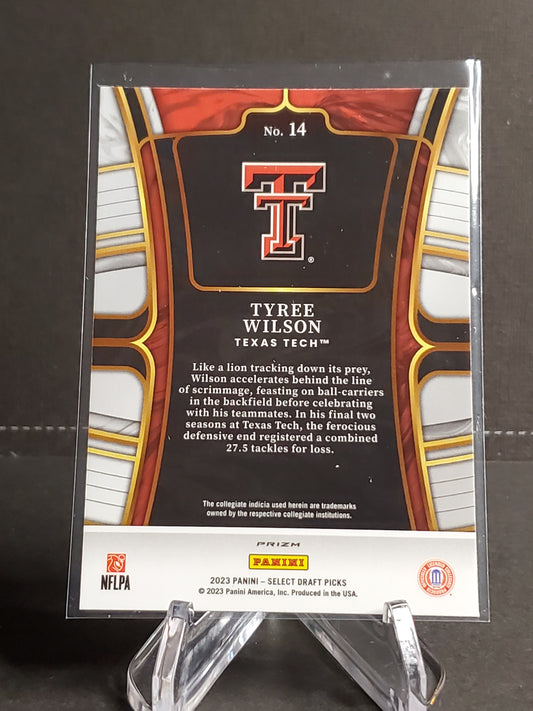 No. 14
®
TYREE
WILSON
TEXAS TECH™
Like a lion tracking down its prey,
Wilson accelerates behind the line
of scrimmage, feasting on ball-carriers
in the backfield before celebrating
with his teammates. In his final two
seasons at Texas Tech, the ferocious
defensive end registered a combined
27.5 tackles for loss.
The collegiate indicia used herein are trademarks
owned by the respective collegiate institutions.
PRIZM
PANINI
NFLPA
2023 PANINI – SELECT DRAFT PICKS
© 2023 Panini America, Inc. Produced in the USA.